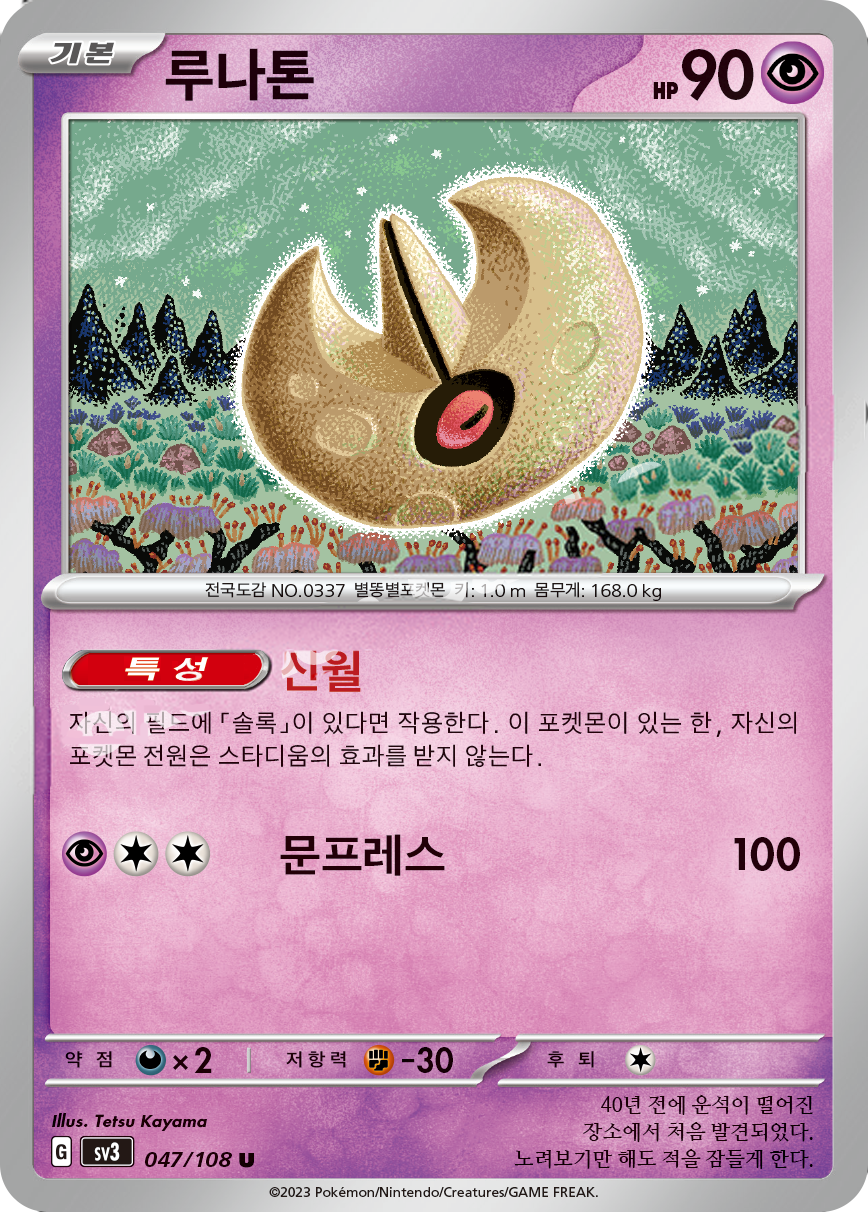 기본
루나톤
HP 90
전국도감 NO.0337 별똥별포켓몬 키: 1.0 m 몸무게: 168.0 kg
특성 신월
자신의 필드에 「솔록」이 있다면 작용한다. 이 포켓몬이 있는 한, 자신의
포켓몬 전원은 스타디움의 효과를 받지 않는다.
문프레스 100
약점 ×2 저항력 -30 후퇴
40년 전에 운석이 떨어진
장소에서 처음 발견되었다.
노려보기만 해도 적을 잠들게 한다.
Illus. Tetsu Kayama
G sv3 047/108 U
©2023 Pokémon/Nintendo/Creatures/GAME FREAK.